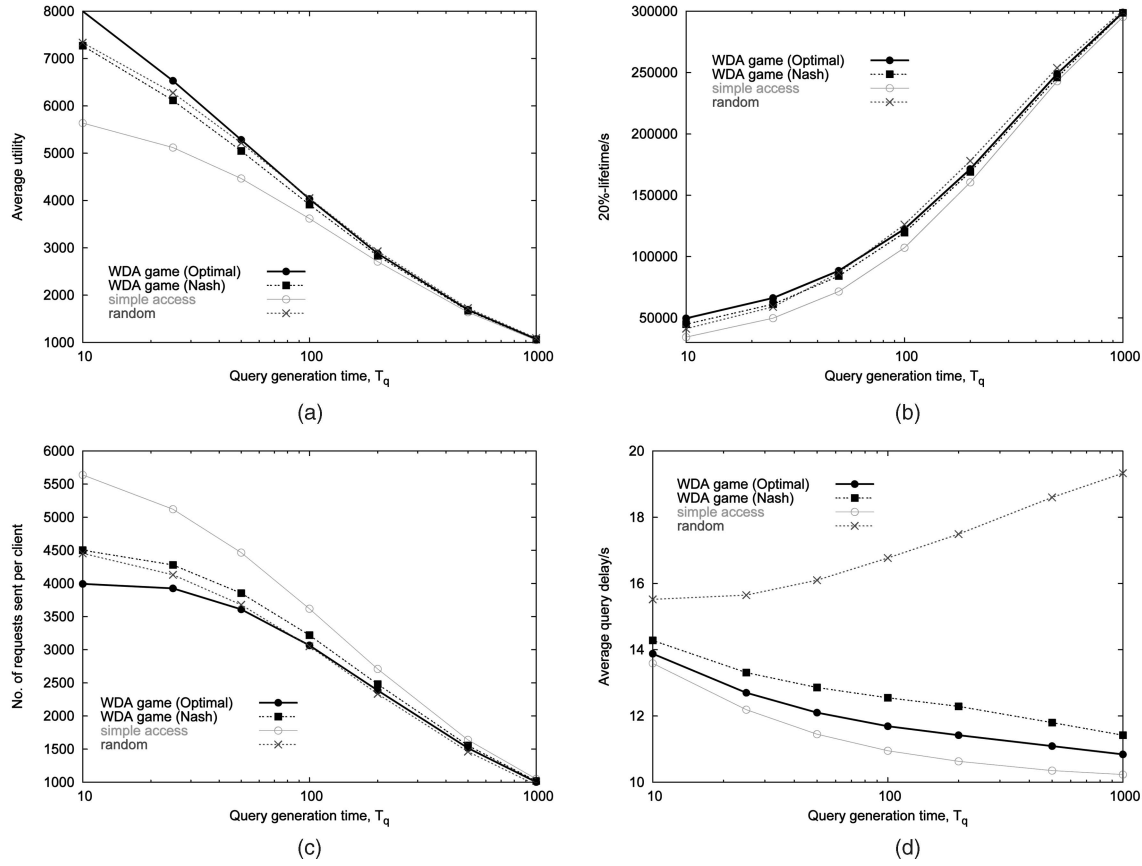 8000
7000
6000
5000
4000
3000
2000
1000
Average utility
WDA game (Optimal)
WDA game (Nash)
simple access
random
10
100
1000
Query generation time, Tq
(a)
300000
250000
200000
150000
100000
50000
20%-lifetime/s
WDA game (Optimal)
WDA game (Nash)
simple access
random
10
100
1000
Query generation time, Tq
(b)
6000
5500
5000
4500
4000
3500
3000
2500
2000
1500
1000
No. of requests sent per client
WDA game (Optimal)
WDA game (Nash)
simple access
random
10
100
1000
Query generation time, Tq
(c)
20
18
16
14
12
10
Average query delay/s
WDA game (Optimal)
WDA game (Nash)
simple access
random
10
100
1000
Query generation time, Tq
(d)